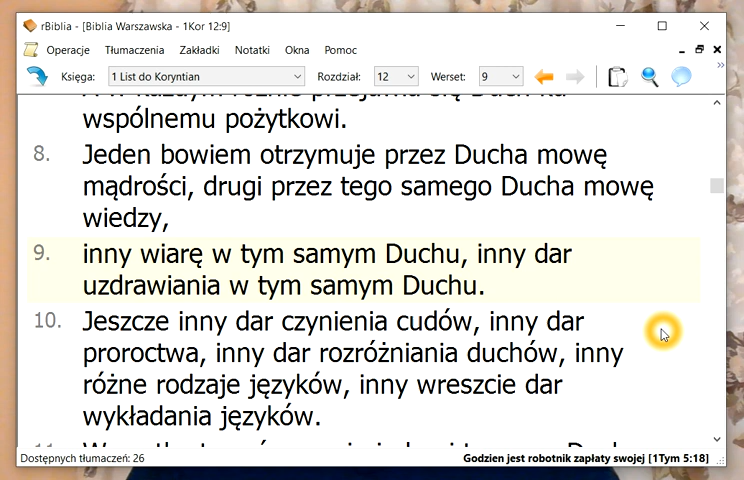 rBiblia - [Biblia Warszawska - 1Kor 12:9]
Operacje Tłumaczenia Zakładki Notatki Okna Pomoc
Księga: 1 List do Koryntian Rozdział: 12 Werset: 9
wspólnemu pożytkowi.
8. Jeden bowiem otrzymuje przez Ducha mowę
mądrości, drugi przez tego samego Ducha mowę
wiedzy,
9. inny wiarę w tym samym Duchu, inny dar
uzdrawiania w tym samym Duchu.
10. Jeszcze inny dar czynienia cudów, inny dar
proroctwa, inny dar rozróżniania duchów, inny
różne rodzaje języków, inny wreszcie dar
wykładania języków.
Dostępnych tłumaczeń: 26 Godzien jest robotnik zapłaty swojej [1Tym 5:18]